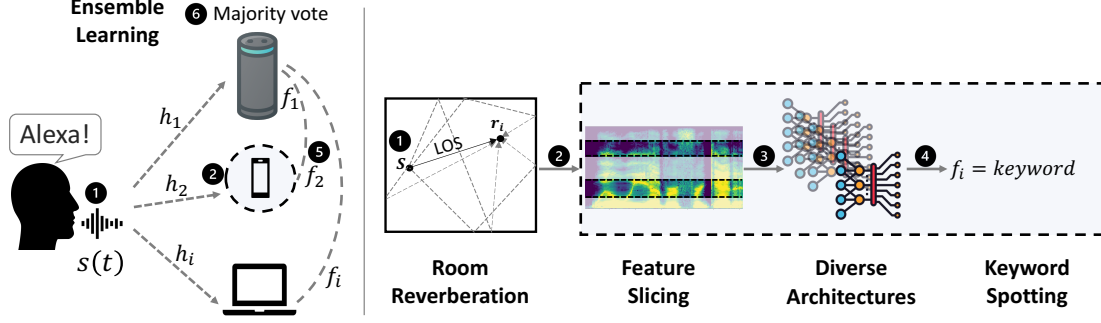 Ensemble
Learning
6 Majority vote
Alexa!
h₁
f₁
5
2
h₂
f₂
1
s(t)
hᵢ
fᵢ
1
s
LOS
rᵢ
2
3
4
fᵢ = keyword
Room
Reverberation
Feature
Slicing
Diverse
Architectures
Keyword
Spotting